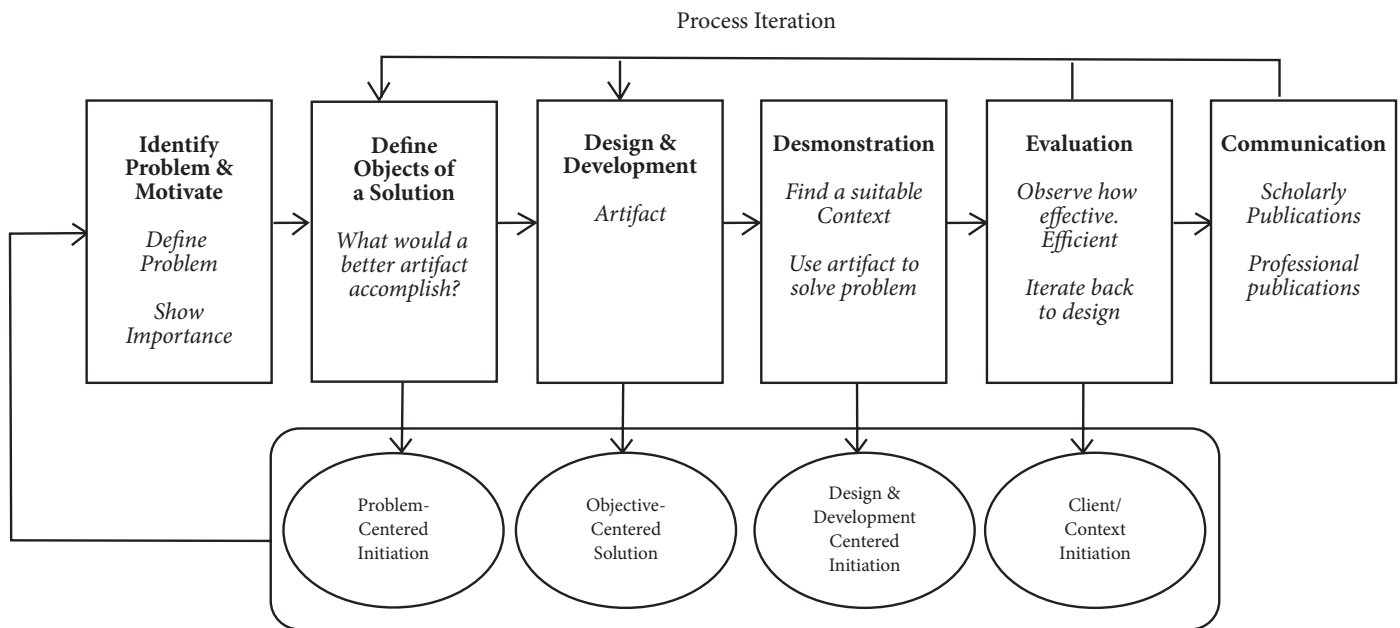 Process Iteration
Identify
Problem &
Motivate
Define
Problem
Show
Importance
Define
Objects of
a Solution
What would a
better artifact
accomplish?
Design &
Development
Artifact
Desmonstration
Find a suitable
Context
Use artifact to
solve problem
Evaluation
Observe how
effective.
Efficient
Iterate back
to design
Communication
Scholarly
Publications
Professional
publications
Problem-
Centered
Initiation
Objective-
Centered
Solution
Design &
Development
Centered
Initiation
Client/
Context
Initiation